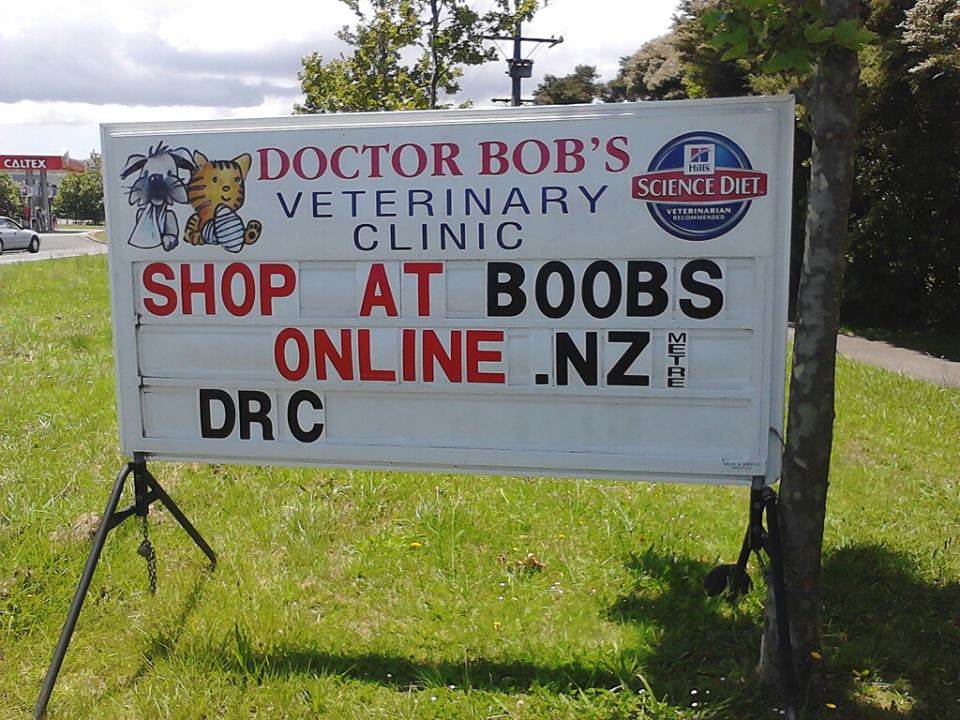 CALTEX
DOCTOR BOB'S
VETERINARY
CLINIC
Hill's
SCIENCE DIET
VETERINARIAN
RECOMMENDED
SHOP AT BOOBS
ONLINE .NZ METRE
DR C